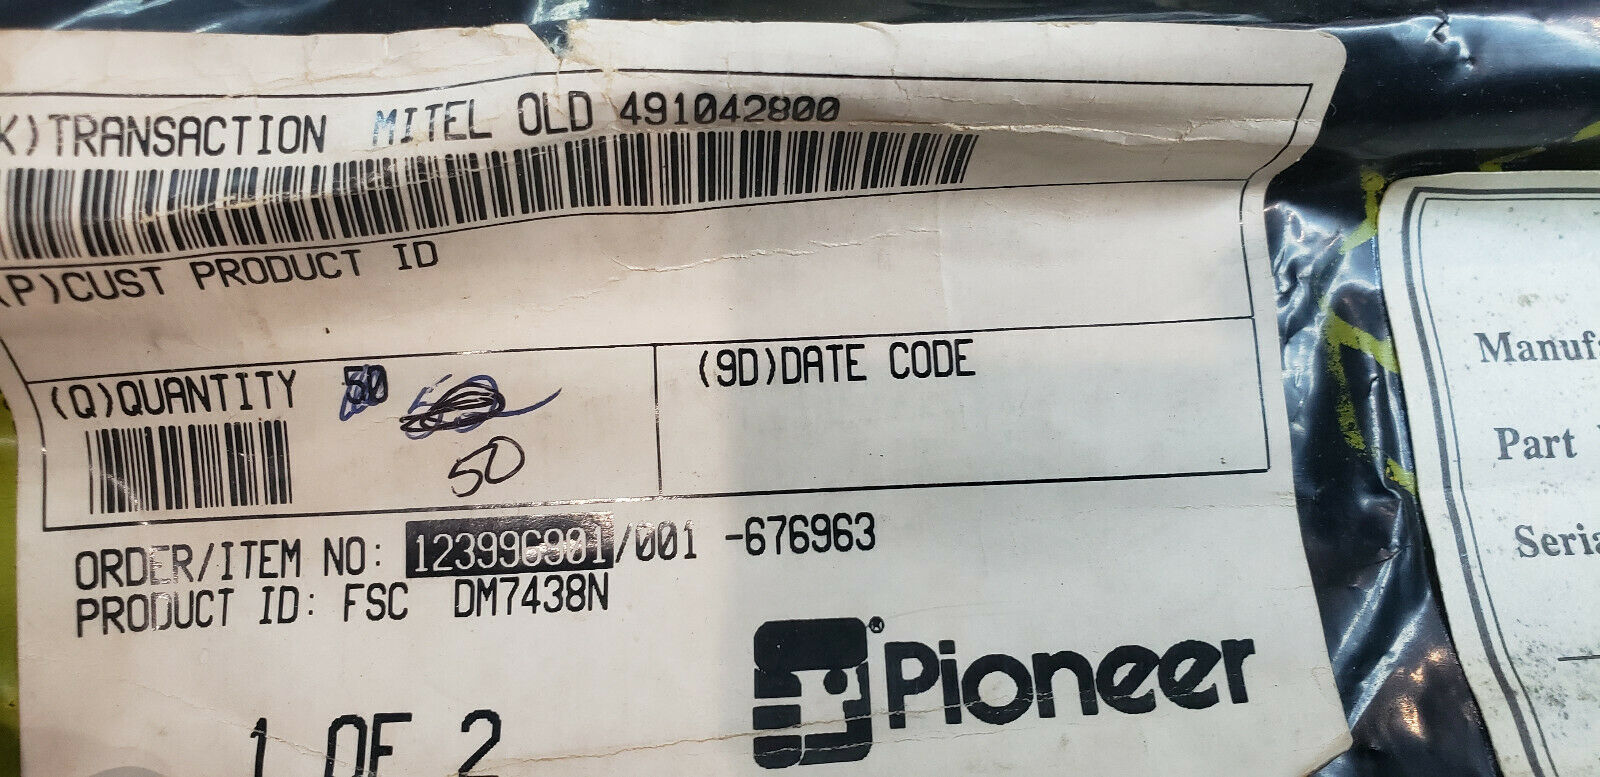 K)TRANSACTION MITEL OLD 491042800
(P)CUST PRODUCT ID
(Q)QUANTITY 50
50
(9D)DATE CODE
ORDER/ITEM NO: 123996901/001 -676963
PRODUCT ID: FSC DM7438N
Pioneer®
1 OF 2
Manuf
Part
Seria